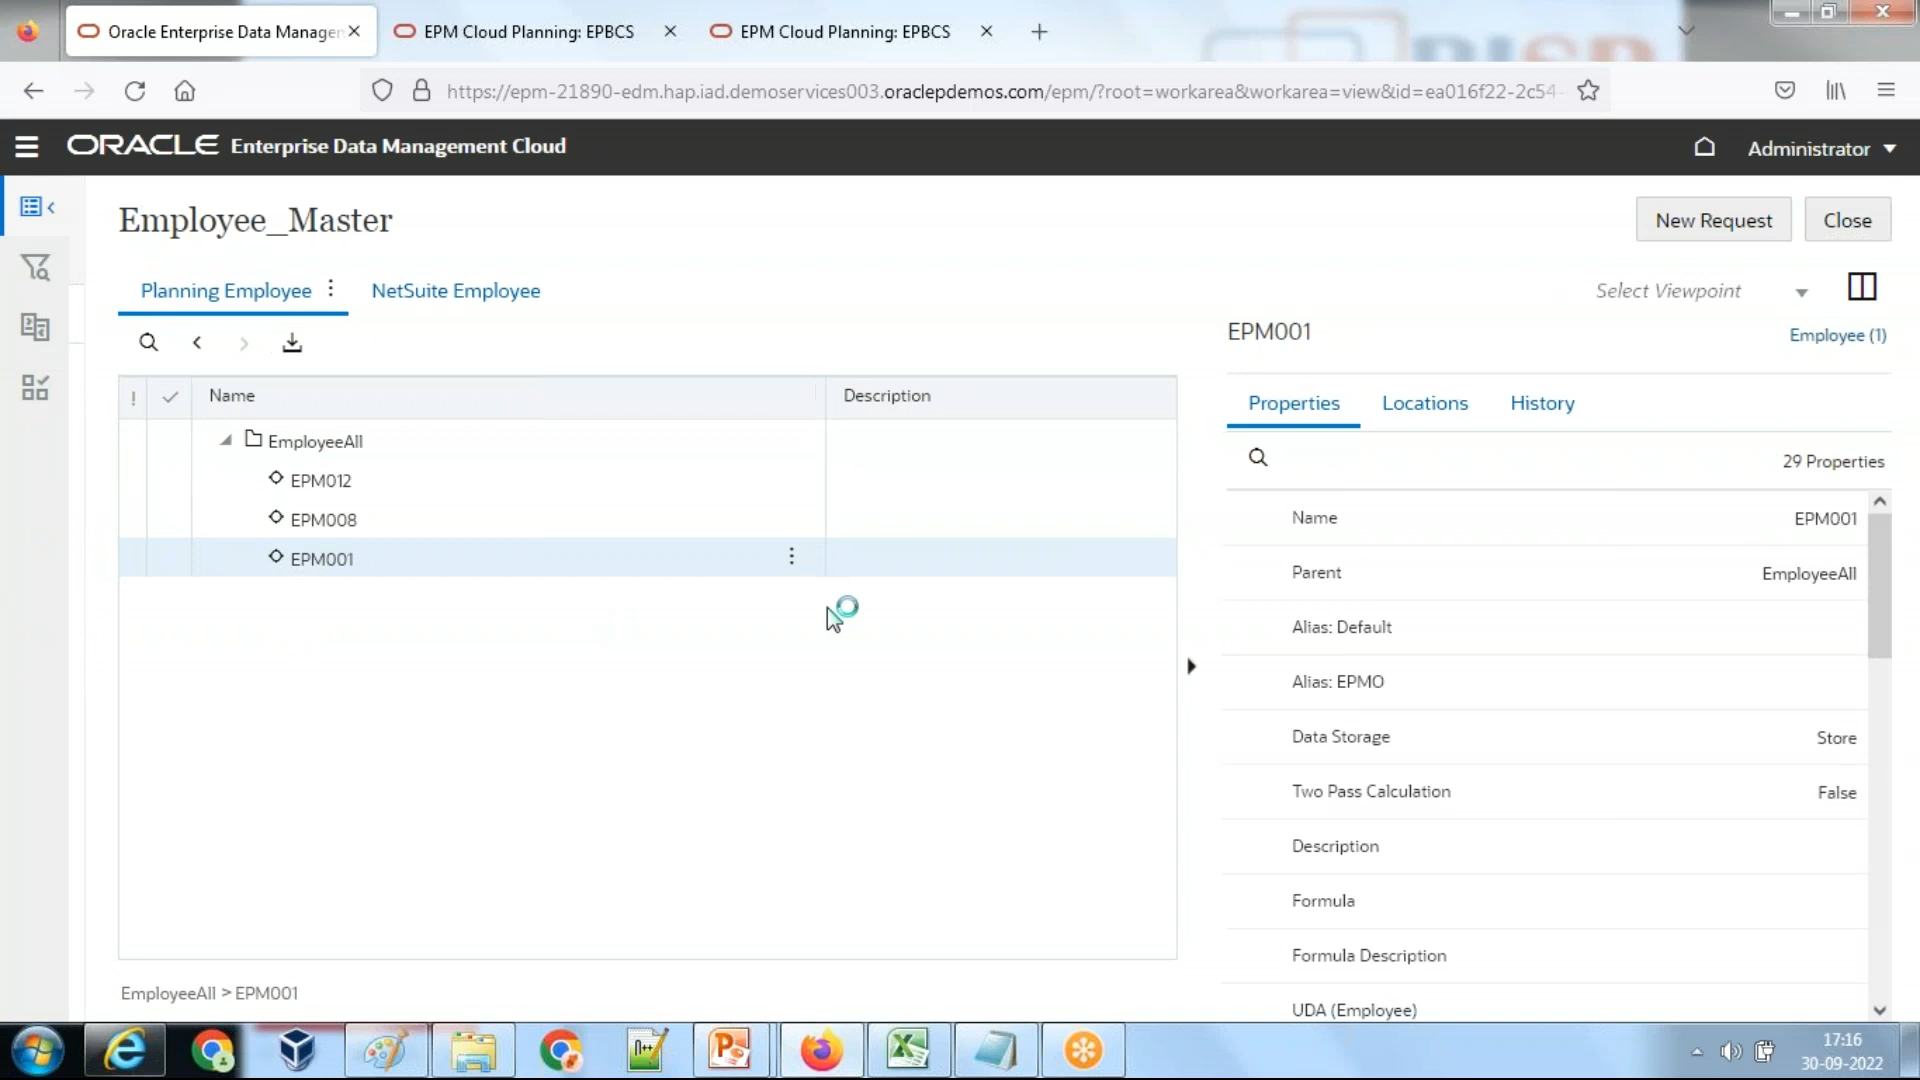 Oracle Enterprise Data Manager
EPM Cloud Planning: EPBCS
EPM Cloud Planning: EPBCS
https://epm-21890-edm.hap.iad.demoservices003.oraclepdemos.com/epm/?root=workarea&workarea=view&id=ea016f22-2c54-
ORACLE Enterprise Data Management Cloud
Administrator
Employee_Master
New Request
Close
Planning Employee
NetSuite Employee
Select Viewpoint
EPM001
Employee (1)
Name
Description
Properties
Locations
History
EmployeeAll
29 Properties
EPM012
EPM008
EPM001
Name
EPM001
Parent
EmployeeAll
Alias: Default
Alias: EPMO
Data Storage
Store
Two Pass Calculation
False
Description
Formula
Formula Description
UDA (Employee)
EmployeeAll > EPM001
17:16
30-09-2022